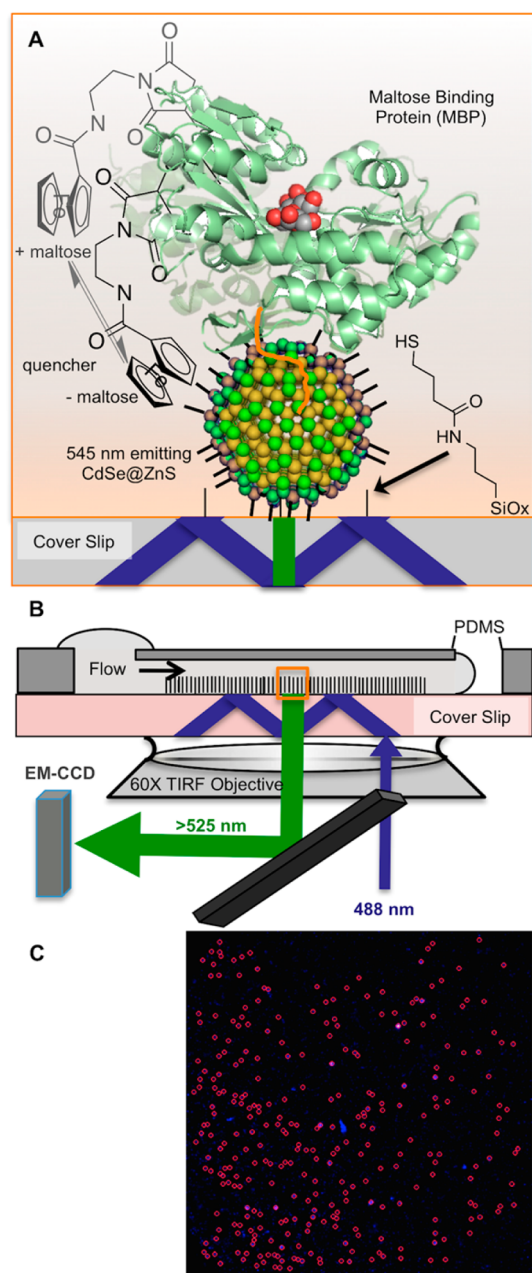 A
O
N
O
Maltose Binding
Protein (MBP)
O
N
H
O
O
N
O
+ maltose
N
H
HS
O
quencher
- maltose
O
HN
545 nm emitting
CdSe@ZnS
SiOx
Cover Slip
B
PDMS
Flow
Cover Slip
60X TIRF Objective
EM-CCD
>525 nm
488 nm
C